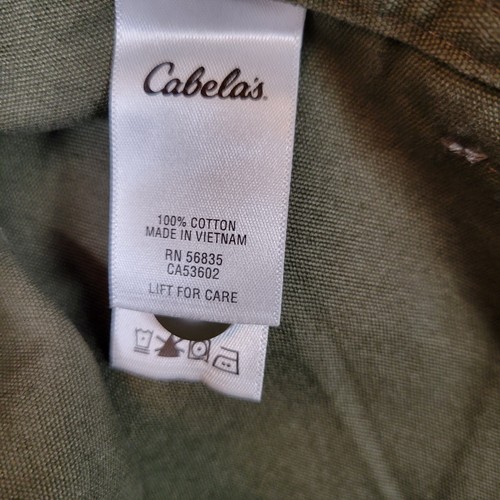 Cabela's
100% COTTON
MADE IN VIETNAM
RN 56835
CA53602
LIFT FOR CARE